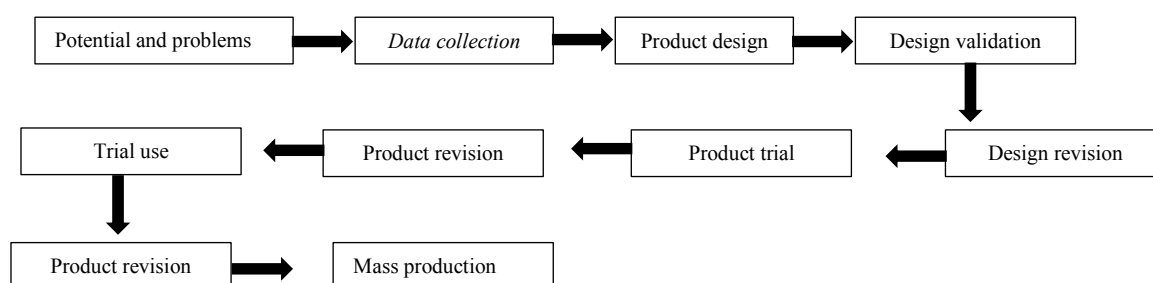 Potential and problems
Data collection
Product design
Design validation
Design revision
Product trial
Product revision
Trial use
Product revision
Mass production